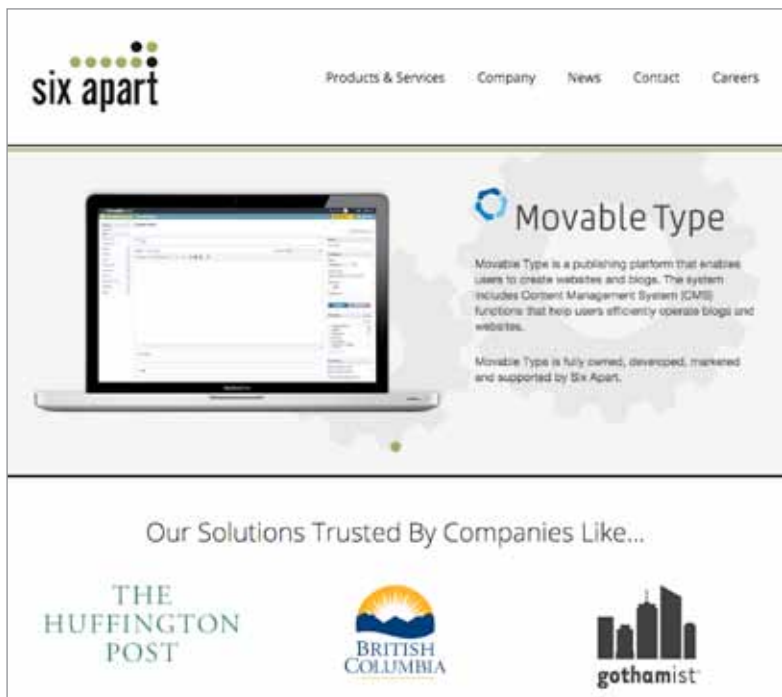 six apart
Products & Services Company News Contact Careers
Movable Type
Movable Type is a publishing platform that enables
users to create websites and blogs. The system
includes Content Management System (CMS)
functions that help users efficiently operate blogs and
websites.
Movable Type is fully owned, developed, marketed
and supported by Six Apart.
Our Solutions Trusted By Companies Like...
THE
HUFFINGTON
POST
BRITISH
COLUMBIA
gothamist